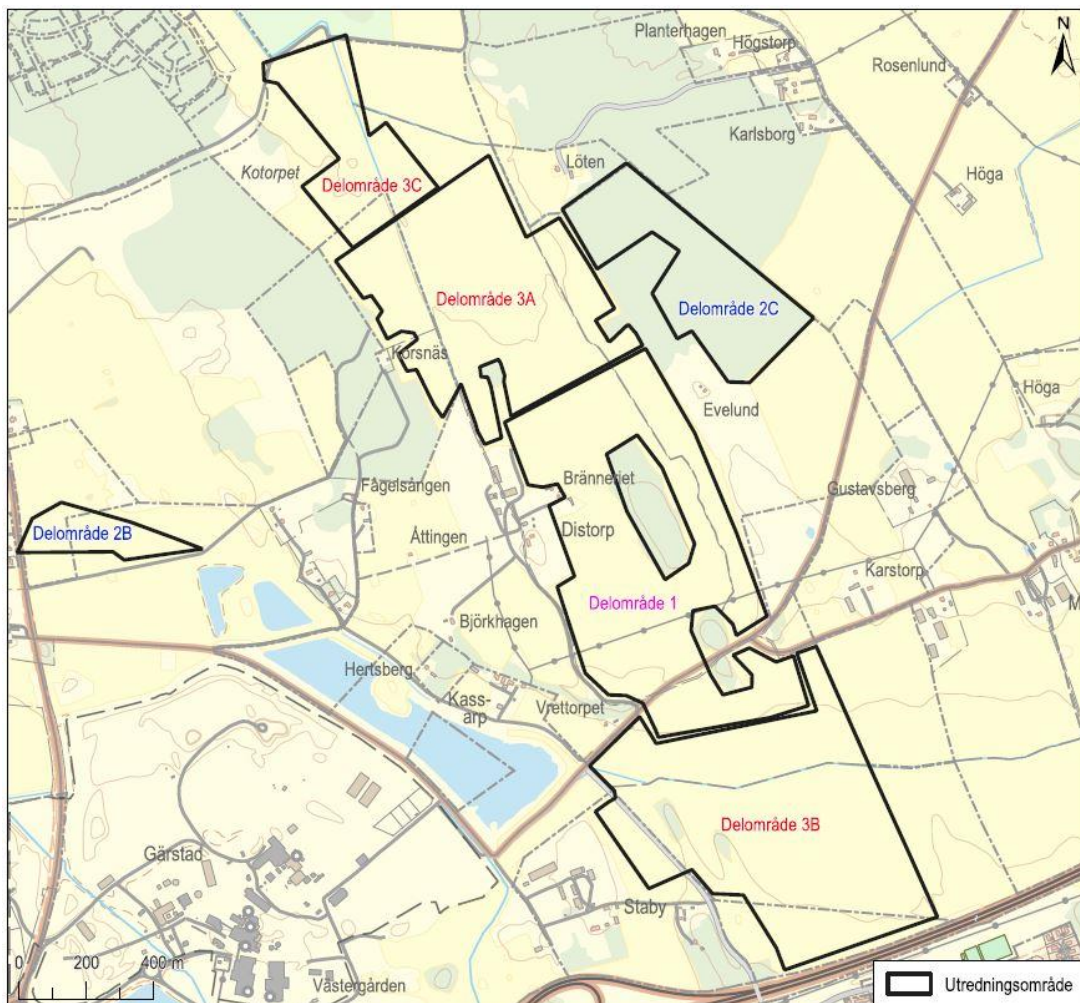 N
Planterhagen
Högstorp
Rosenlund
Karlsborg
Löten
Kotorpet
Delområde 3C
Höga
Delområde 3A
Delområde 2C
Korsnäs
Evelund
Höga
Bränneriet
Gustavsberg
Fågelsången
Delområde 2B
Åttingen
Distorp
Karstorp
Delområde 1
M
Björkhagen
Hertsberg
Kass-
arp
Vrettorpet
Delområde 3B
Gärstad
Staby
0 200 400 m
Västergården
Utredningsområde